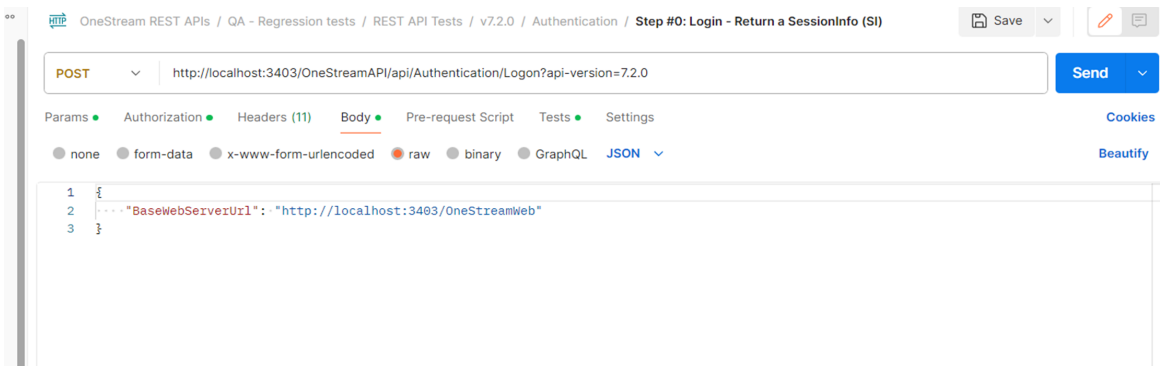 HTTP OneStream REST APIs / QA - Regression tests / REST API Tests / v7.2.0 / Authentication / Step #0: Login - Return a SessionInfo (SI) Save
POST http://localhost:3403/OneStreamAPI/api/Authentication/Logon?api-version=7.2.0 Send
Params Authorization Headers (11) Body Pre-request Script Tests Settings Cookies
none form-data x-www-form-urlencoded raw binary GraphQL JSON Beautify
1 {
2 "BaseWebServerUrl": "http://localhost:3403/OneStreamWeb"
3 }